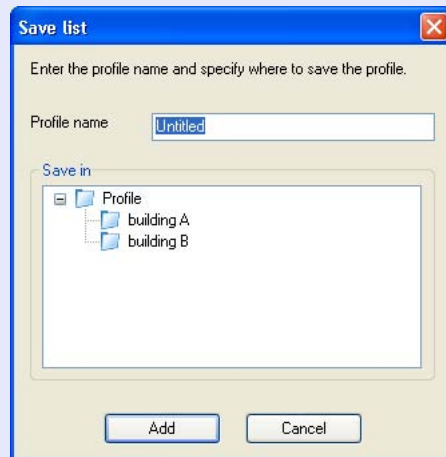 Save list
Enter the profile name and specify where to save the profile.
Profile name Untitled
Save in
Profile
building A
building B
Add Cancel